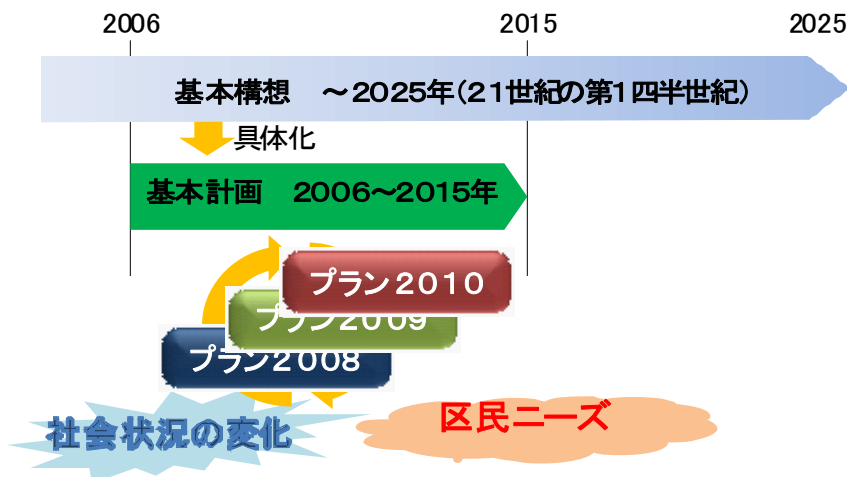 2006 2015 2025
基本構想 ～2025年(21世紀の第1四半世紀)
具体化
基本計画 2006～2015年
プラン2010
プラン2009
プラン2008
社会状況の変化
区民ニーズ